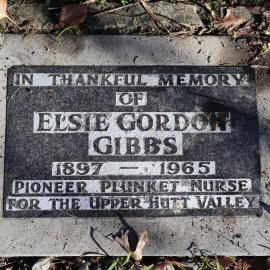 IN THANKFUL MEMORY
OF
ELSIE GORDON
GIBBS
1897 - 1965
PIONEER PLUNKET NURSE
FOR THE UPPER HUTT VALLEY